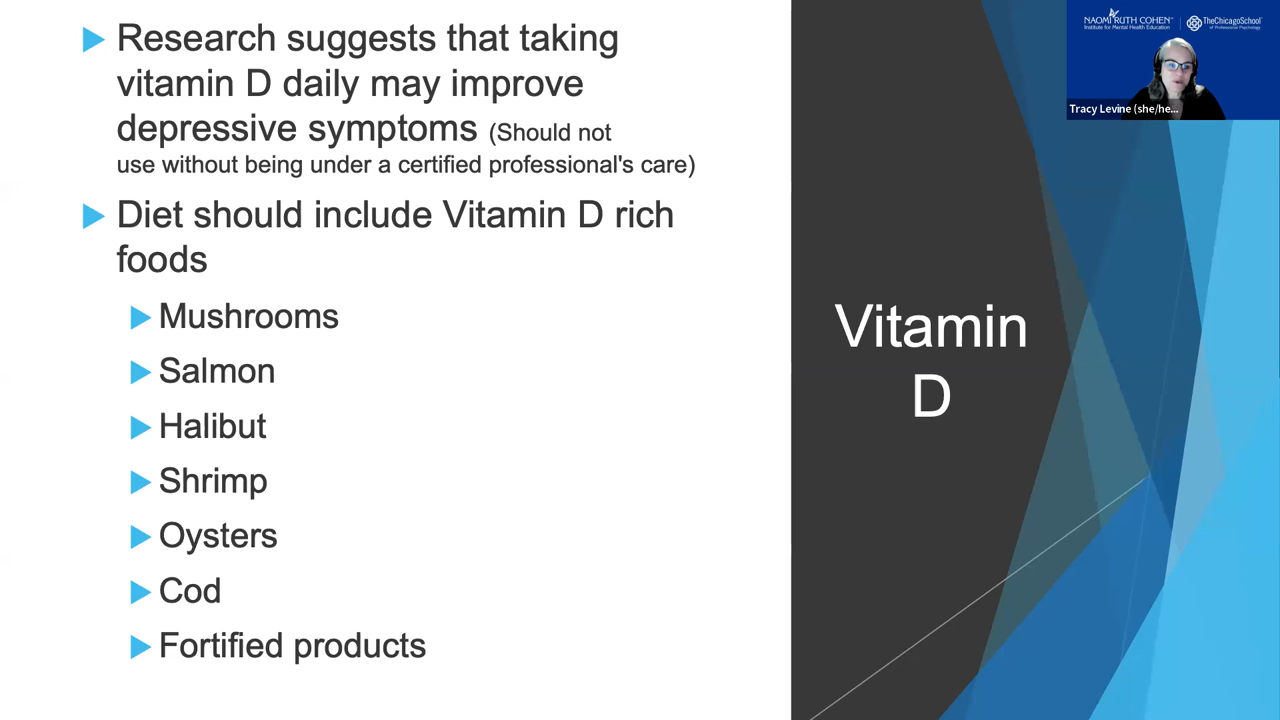 Research suggests that taking
vitamin D daily may improve
depressive symptoms (Should not
use without being under a certified professional's care)
Diet should include Vitamin D rich
foods
Mushrooms
Salmon
Halibut
Shrimp
Oysters
Cod
Fortified products
Vitamin
D
NAOMI RUTH COHEN
Institute for Mental Health Education
TheChicagoSchool
of Professional Psychology
Tracy Levine (she/he...